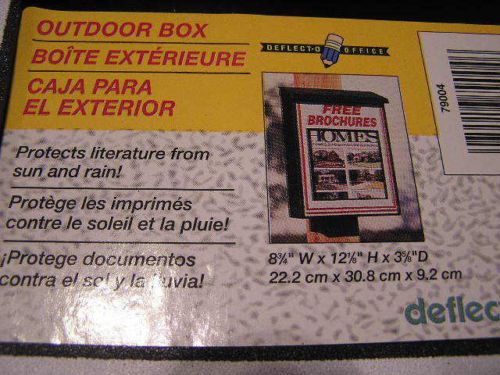 OUTDOOR BOX
BOÎTE EXTÉRIEURE
CAJA PARA
EL EXTERIOR
Protects literature from
sun and rain!
Protège les imprimés
contre le soleil et la pluie!
¡Protege documentos
contra el sol y la lluvia!
DEFLECT-O OFFICE
FREE
BROCHURES
HOMES
8¾" W x 12⅛" H x 3⅝"D
22.2 cm x 30.8 cm x 9.2 cm
deflec
79004